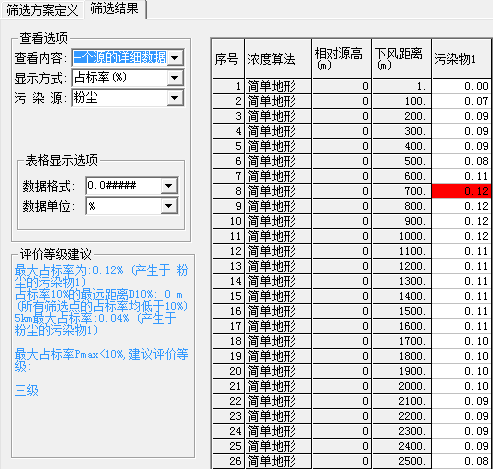 筛选方案定义 筛选结果
查看选项
查看内容: 一个源的详细数据
显示方式: 占标率(%)
污 染 源: 粉尘
表格显示选项
数据格式: 0.0#####
数据单位: %
评价等级建议
最大占标率为:0.12% (产生于 粉
尘的污染物1)
占标率10%的最远距离D10%: 0 m
(所有筛选点的占标率均低于10%)
5km最大占标率:0.04% (产生于
粉尘的污染物1)
最大占标率Pmax<10%,建议评价等
级:
三级
序号 浓度算法 相对源高(m) 下风距离(m) 污染物1
1 简单地形 0 1. 0.00
2 简单地形 0 100. 0.07
3 简单地形 0 200. 0.09
4 简单地形 0 300. 0.09
5 简单地形 0 400. 0.09
6 简单地形 0 500. 0.08
7 简单地形 0 600. 0.11
8 简单地形 0 700. 0.12
9 简单地形 0 800. 0.12
10 简单地形 0 900. 0.12
11 简单地形 0 1000. 0.12
12 简单地形 0 1100. 0.11
13 简单地形 0 1200. 0.11
14 简单地形 0 1300. 0.11
15 简单地形 0 1400. 0.11
16 简单地形 0 1500. 0.11
17 简单地形 0 1600. 0.11
18 简单地形 0 1700. 0.10
19 简单地形 0 1800. 0.10
20 简单地形 0 1900. 0.10
21 简单地形 0 2000. 0.10
22 简单地形 0 2100. 0.09
23 简单地形 0 2200. 0.09
24 简单地形 0 2300. 0.09
25 简单地形 0 2400. 0.09
26 简单地形 0 2500. 0.08